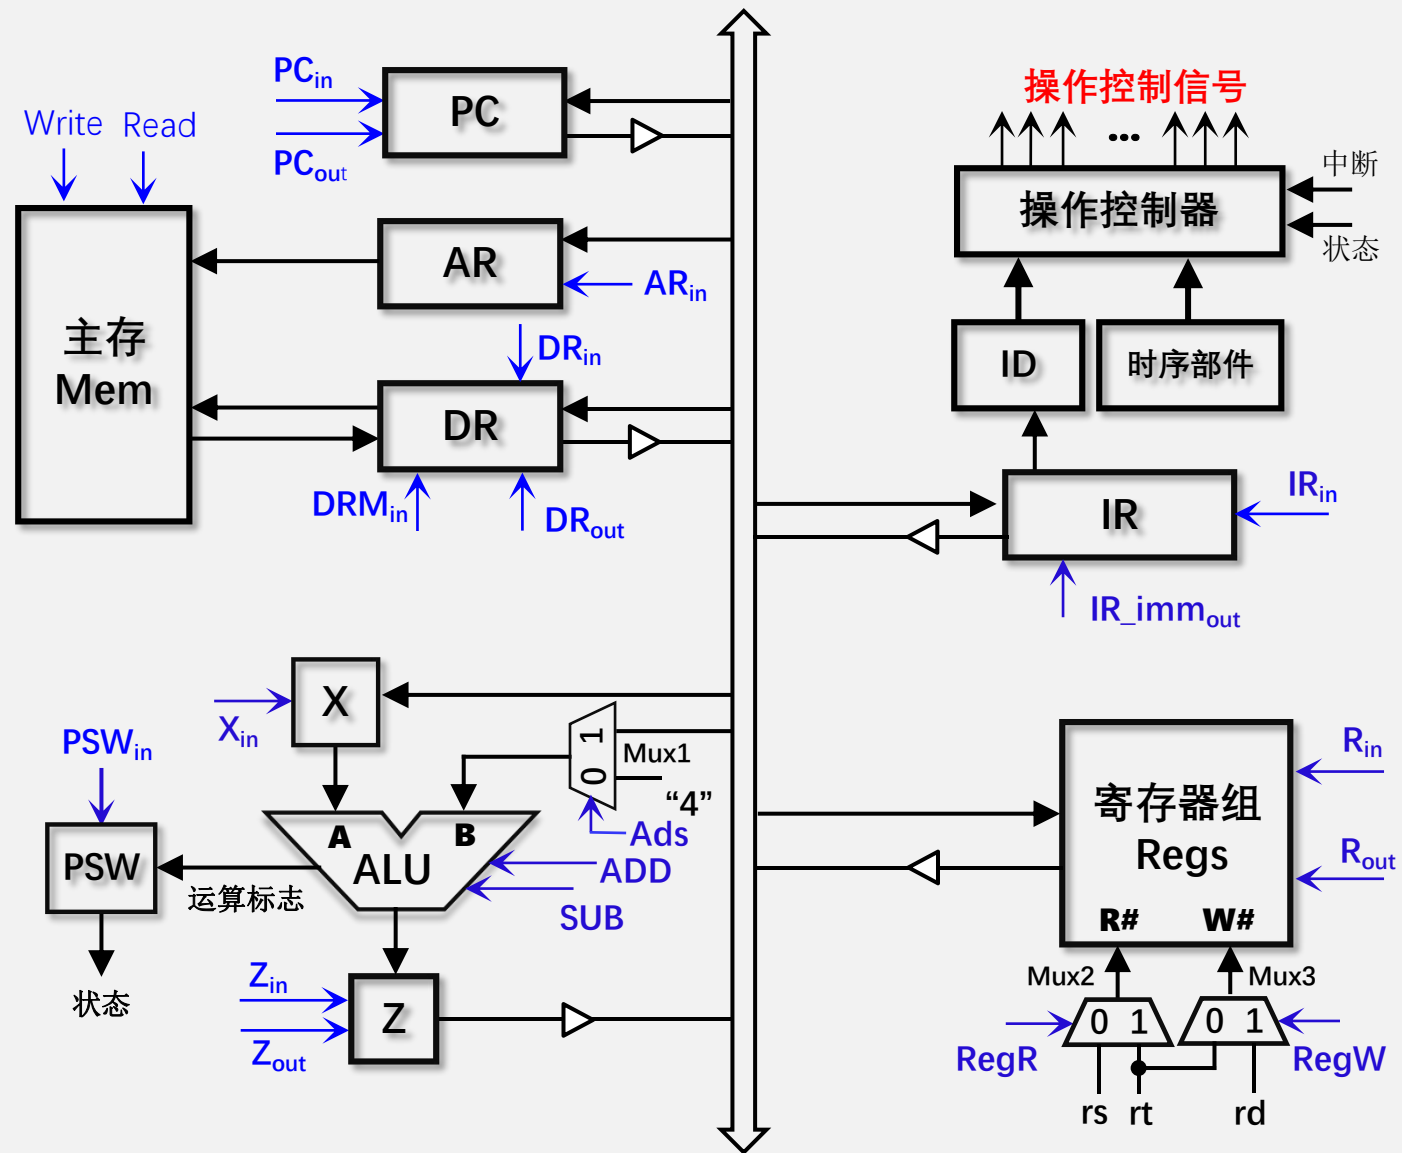 PCin
PC
PCout
Write
Read
操作控制信号
•••
中断
操作控制器
状态
AR
ARin
主存
Mem
DRin
ID
时序部件
DR
DRMin
DRout
IR
IRin
IR_immout
X
Xin
PSWin
1
0
Mux1
“4”
Ads
A
B
ALU
ADD
SUB
PSW
运算标志
状态
Zin
Z
Zout
Rin
寄存器组
Regs
Rout
R#
W#
Mux2
Mux3
0 1
0 1
RegR
RegW
rs
rt
rd